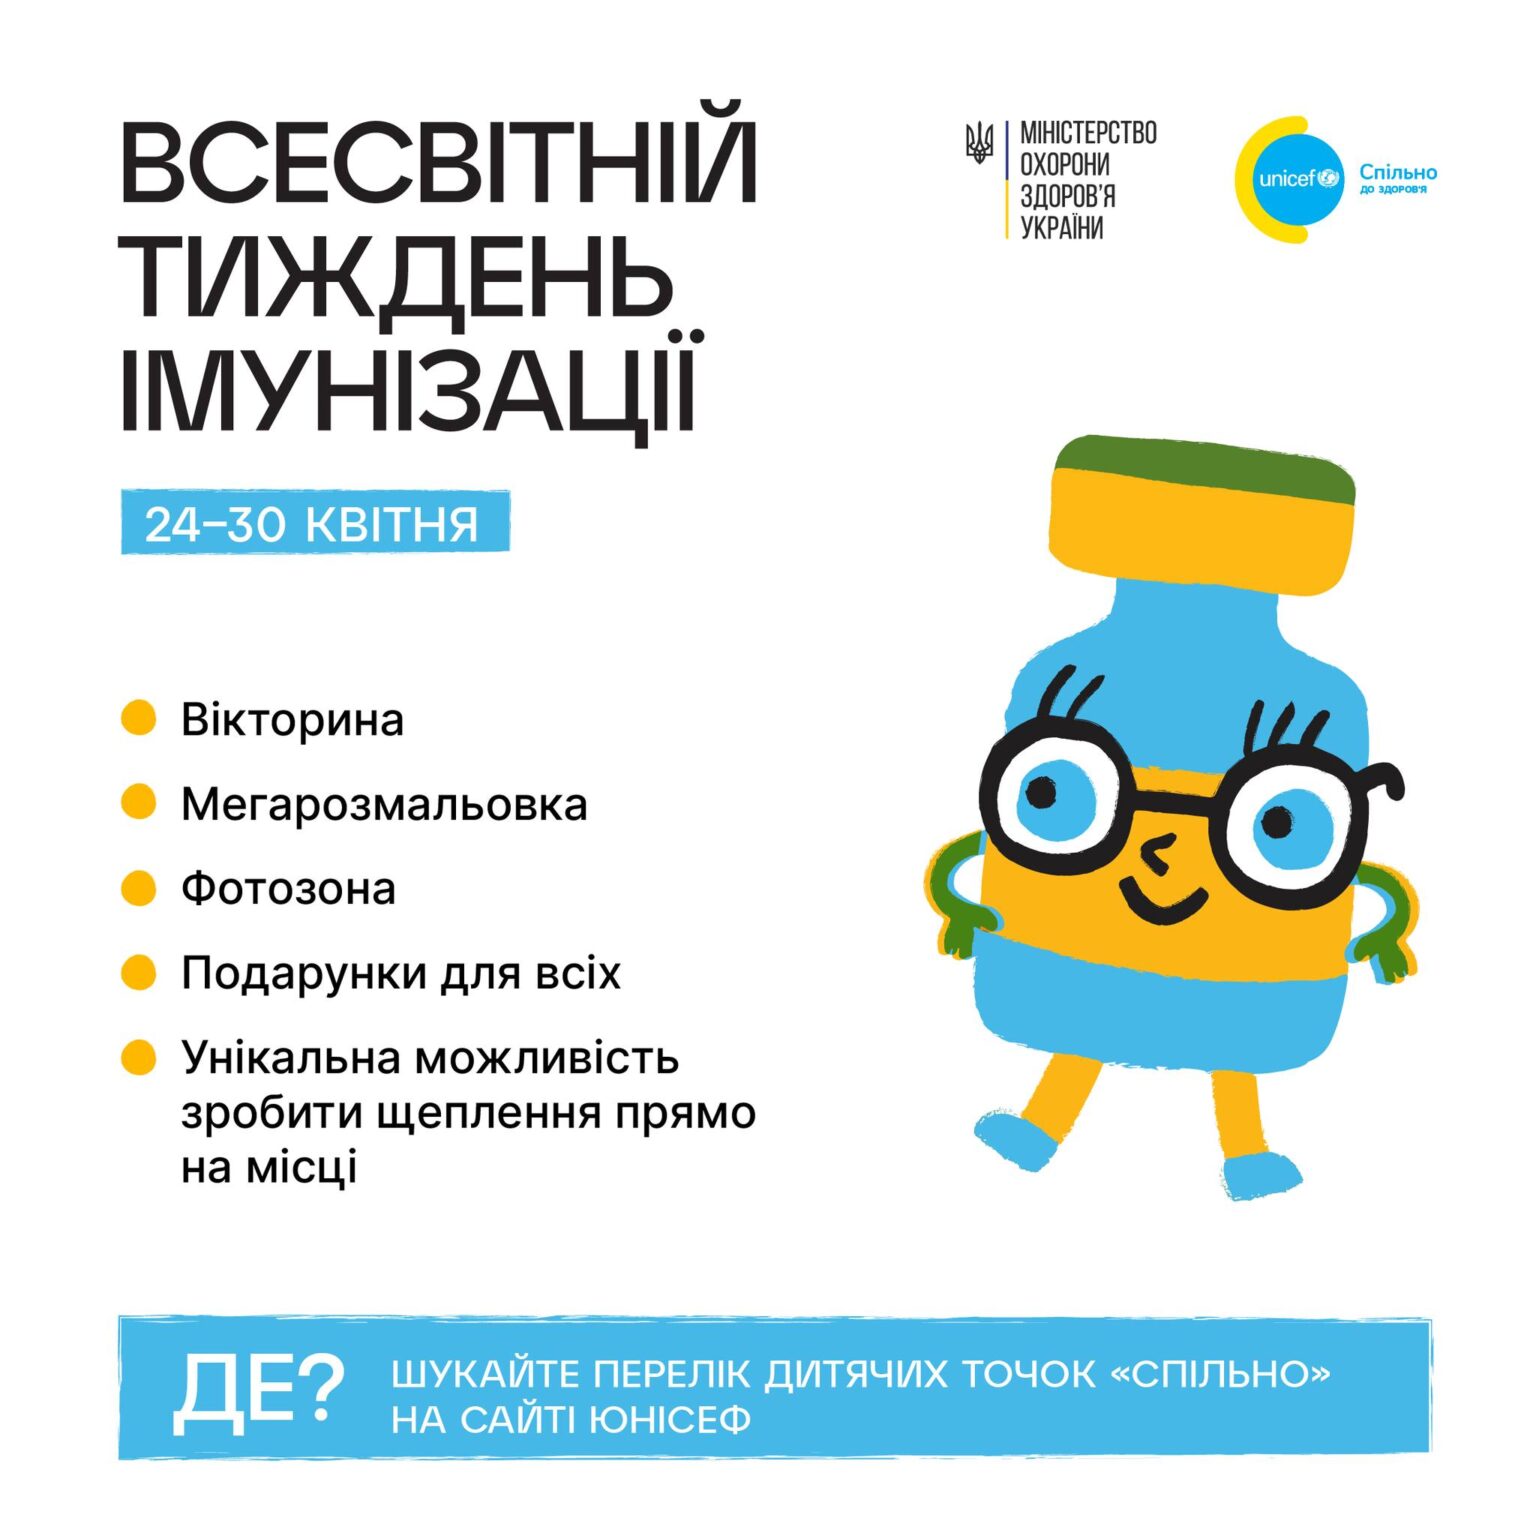 ВСЕСВІТНІЙ
ТИЖДЕНЬ
ІМУНІЗАЦІЇ
МІНІСТЕРСТВО
ОХОРОНИ
ЗДОРОВ'Я
УКРАЇНИ
unicef
Спільно
ДО ЗДОРОВ'Я
24–30 КВІТНЯ
Вікторина
Мегарозмальовка
Фотозона
Подарунки для всіх
Унікальна можливість
зробити щеплення прямо
на місці
ДЕ?
ШУКАЙТЕ ПЕРЕЛІК ДИТЯЧИХ ТОЧОК «СПІЛЬНО»
НА САЙТІ ЮНІСЕФ